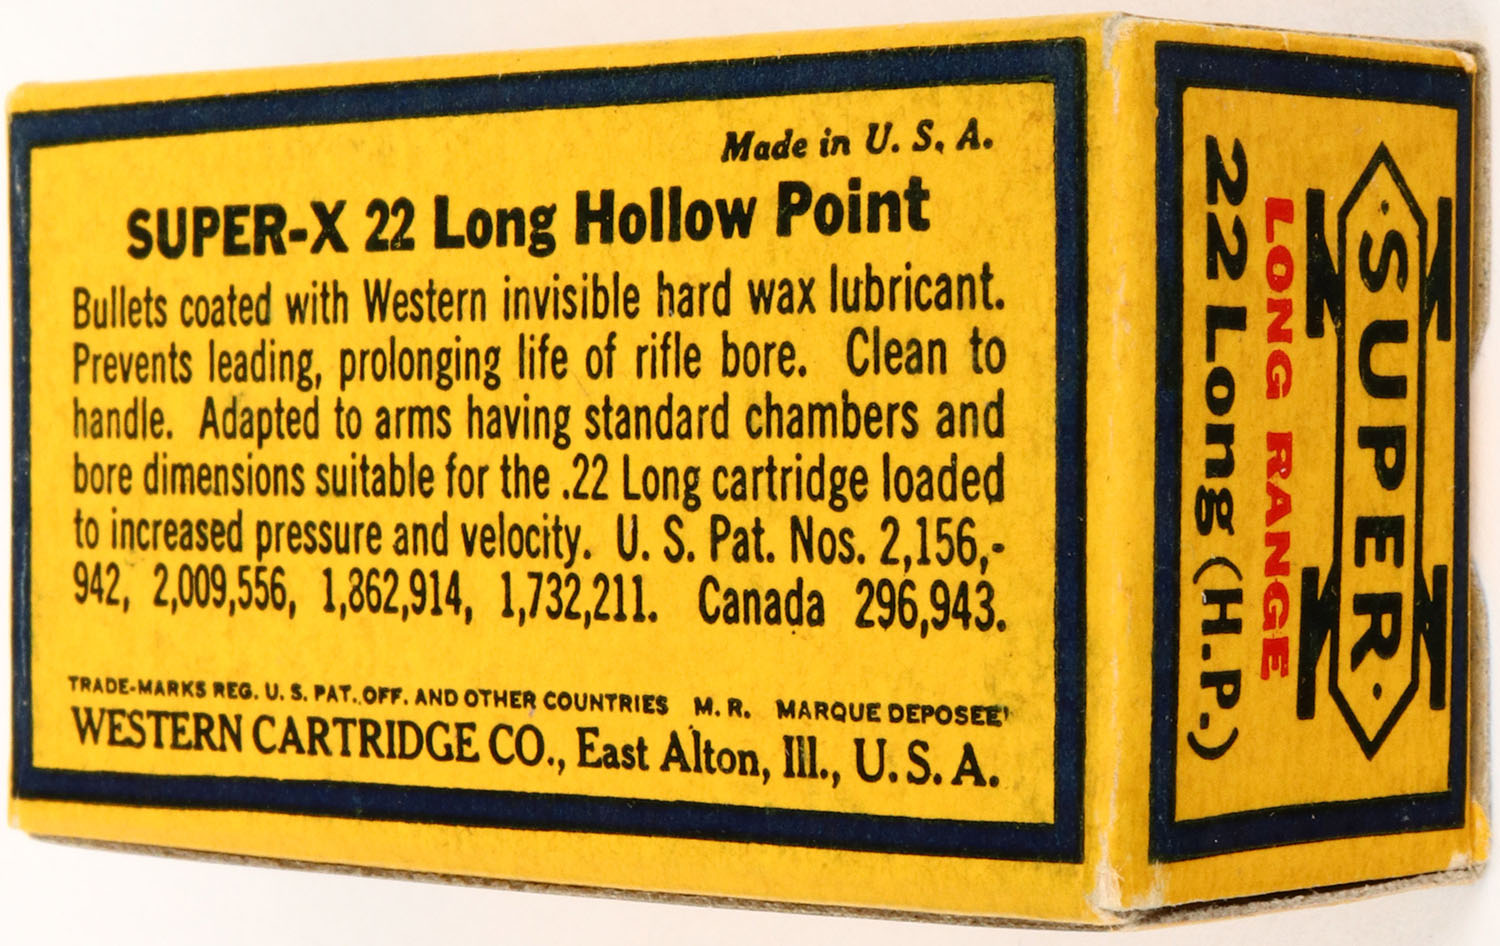 Made in U. S. A.
SUPER-X 22 Long Hollow Point
Bullets coated with Western invisible hard wax lubricant.
Prevents leading, prolonging life of rifle bore. Clean to
handle. Adapted to arms having standard chambers and
bore dimensions suitable for the .22 Long cartridge loaded
to increased pressure and velocity. U. S. Pat. Nos. 2,156,-
942, 2,009,556, 1,862,914, 1,732,211. Canada 296,943.
TRADE-MARKS REG. U. S. PAT. OFF. AND OTHER COUNTRIES M. R. MARQUE DEPOSEE'
WESTERN CARTRIDGE CO., East Alton, Ill., U. S. A.
·SUPER·
X
LONG RANGE
22 Long (H.P.)